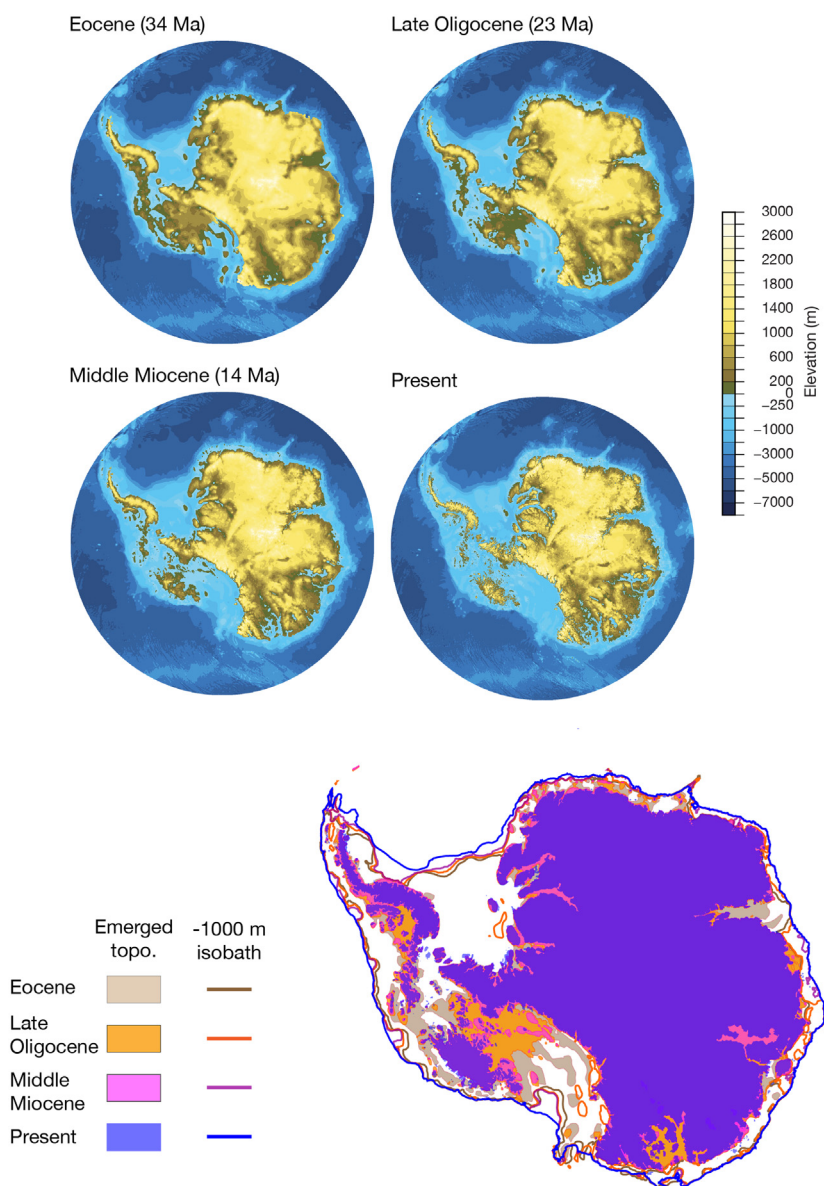 Eocene (34 Ma)
Late Oligocene (23 Ma)
3000
2600
2200
1800
1400
1000
600
200
0
−250
−1000
−3000
−5000
−7000
Elevation (m)
Middle Miocene (14 Ma)
Present
Emerged
topo.
-1000 m
isobath
Eocene
Late
Oligocene
Middle
Miocene
Present